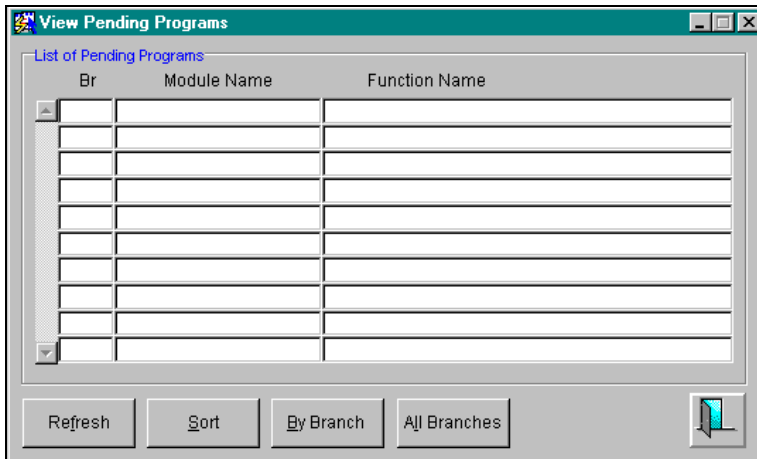 View Pending Programs
List of Pending Programs
Br Module Name Function Name
Refresh Sort By Branch All Branches